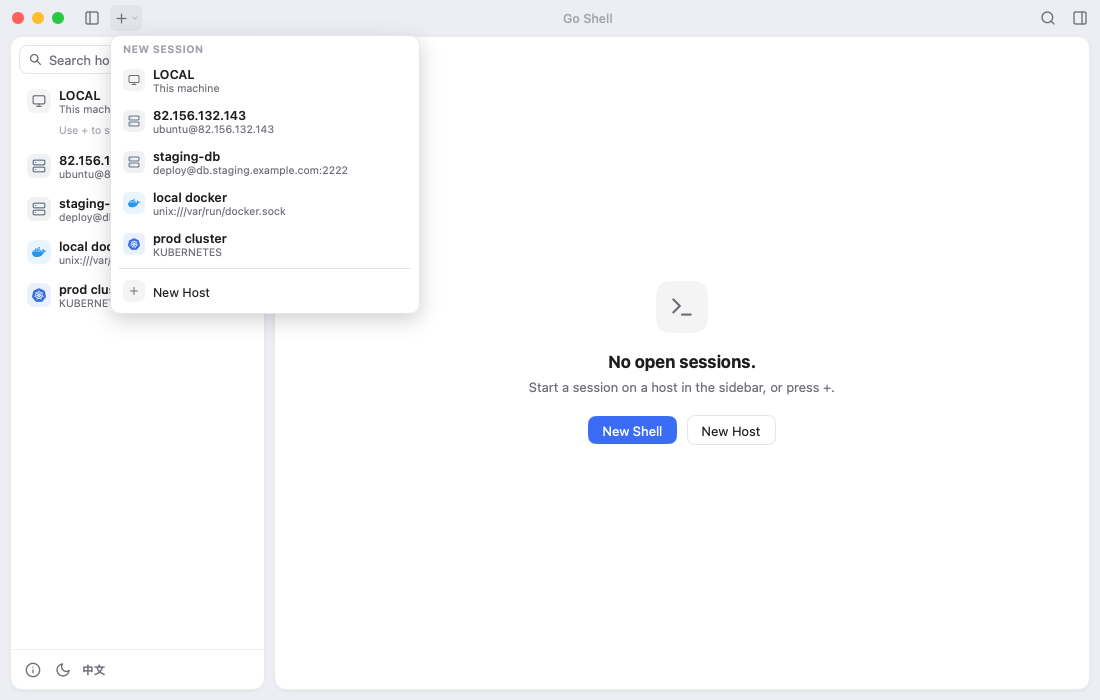 Go Shell
NEW SESSION
LOCAL
This machine
82.156.132.143
ubuntu@82.156.132.143
staging-db
deploy@db.staging.example.com:2222
local docker
unix:///var/run/docker.sock
prod cluster
KUBERNETES
New Host
Search ho
LOCAL
This mach
Use + to s
82.156.1
ubuntu@8
staging-
deploy@d
local doc
unix:///var/
prod clus
KUBERNET
No open sessions.
Start a session on a host in the sidebar, or press +.
New Shell
New Host
中文